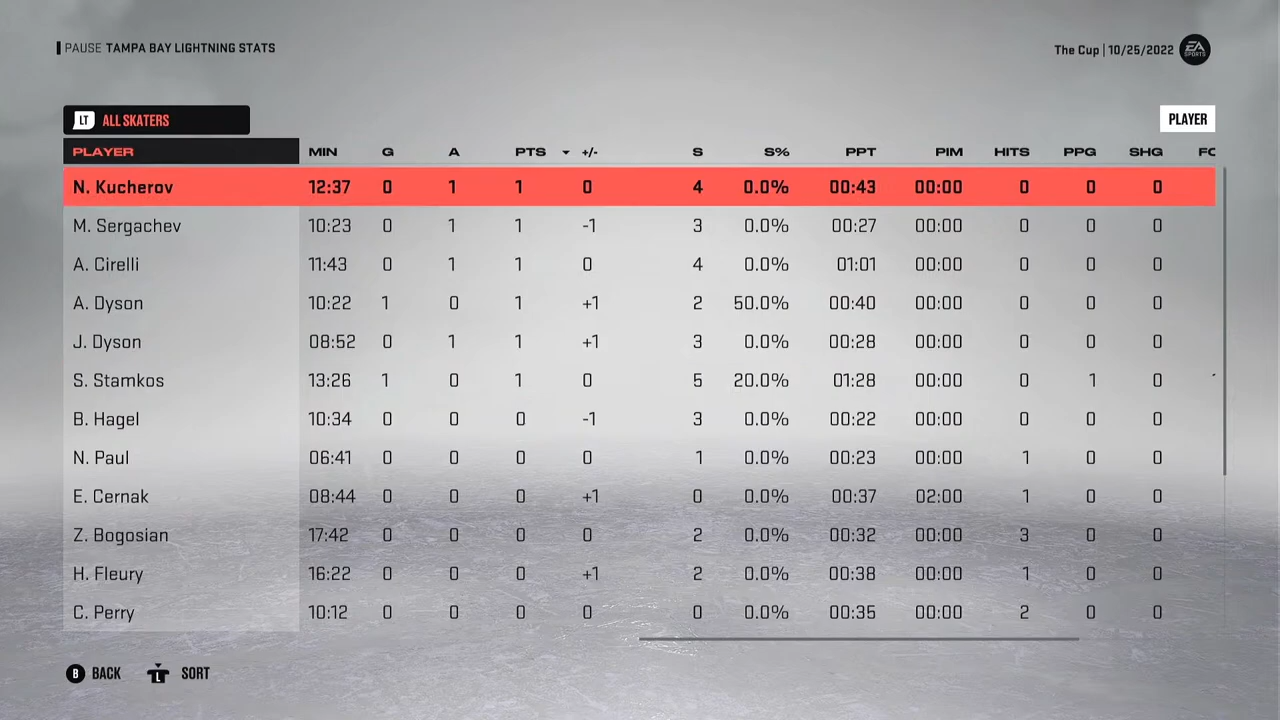 PAUSE TAMPA BAY LIGHTNING STATS
The Cup | 10/25/2022 EA SPORTS
LT ALL SKATERS
PLAYER
PLAYER MIN G A PTS +/- S S% PPT PIM HITS PPG SHG
N. Kucherov 12:37 0 1 1 0 4 0.0% 00:43 00:00 0 0 0
M. Sergachev 10:23 0 1 1 -1 3 0.0% 00:27 00:00 0 0 0
A. Cirelli 11:43 0 1 1 0 4 0.0% 01:01 00:00 0 0 0
A. Dyson 10:22 1 0 1 +1 2 50.0% 00:40 00:00 0 0 0
J. Dyson 08:52 0 1 1 +1 3 0.0% 00:28 00:00 0 0 0
S. Stamkos 13:26 1 0 1 0 5 20.0% 01:28 00:00 0 1 0
B. Hagel 10:34 0 0 0 -1 3 0.0% 00:22 00:00 0 0 0
N. Paul 06:41 0 0 0 0 1 0.0% 00:23 00:00 1 0 0
E. Cernak 08:44 0 0 0 +1 0 0.0% 00:37 02:00 1 0 0
Z. Bogosian 17:42 0 0 0 0 2 0.0% 00:32 00:00 3 0 0
H. Fleury 16:22 0 0 0 +1 2 0.0% 00:38 00:00 1 0 0
C. Perry 10:12 0 0 0 0 0 0.0% 00:35 00:00 2 0 0
B BACK L SORT